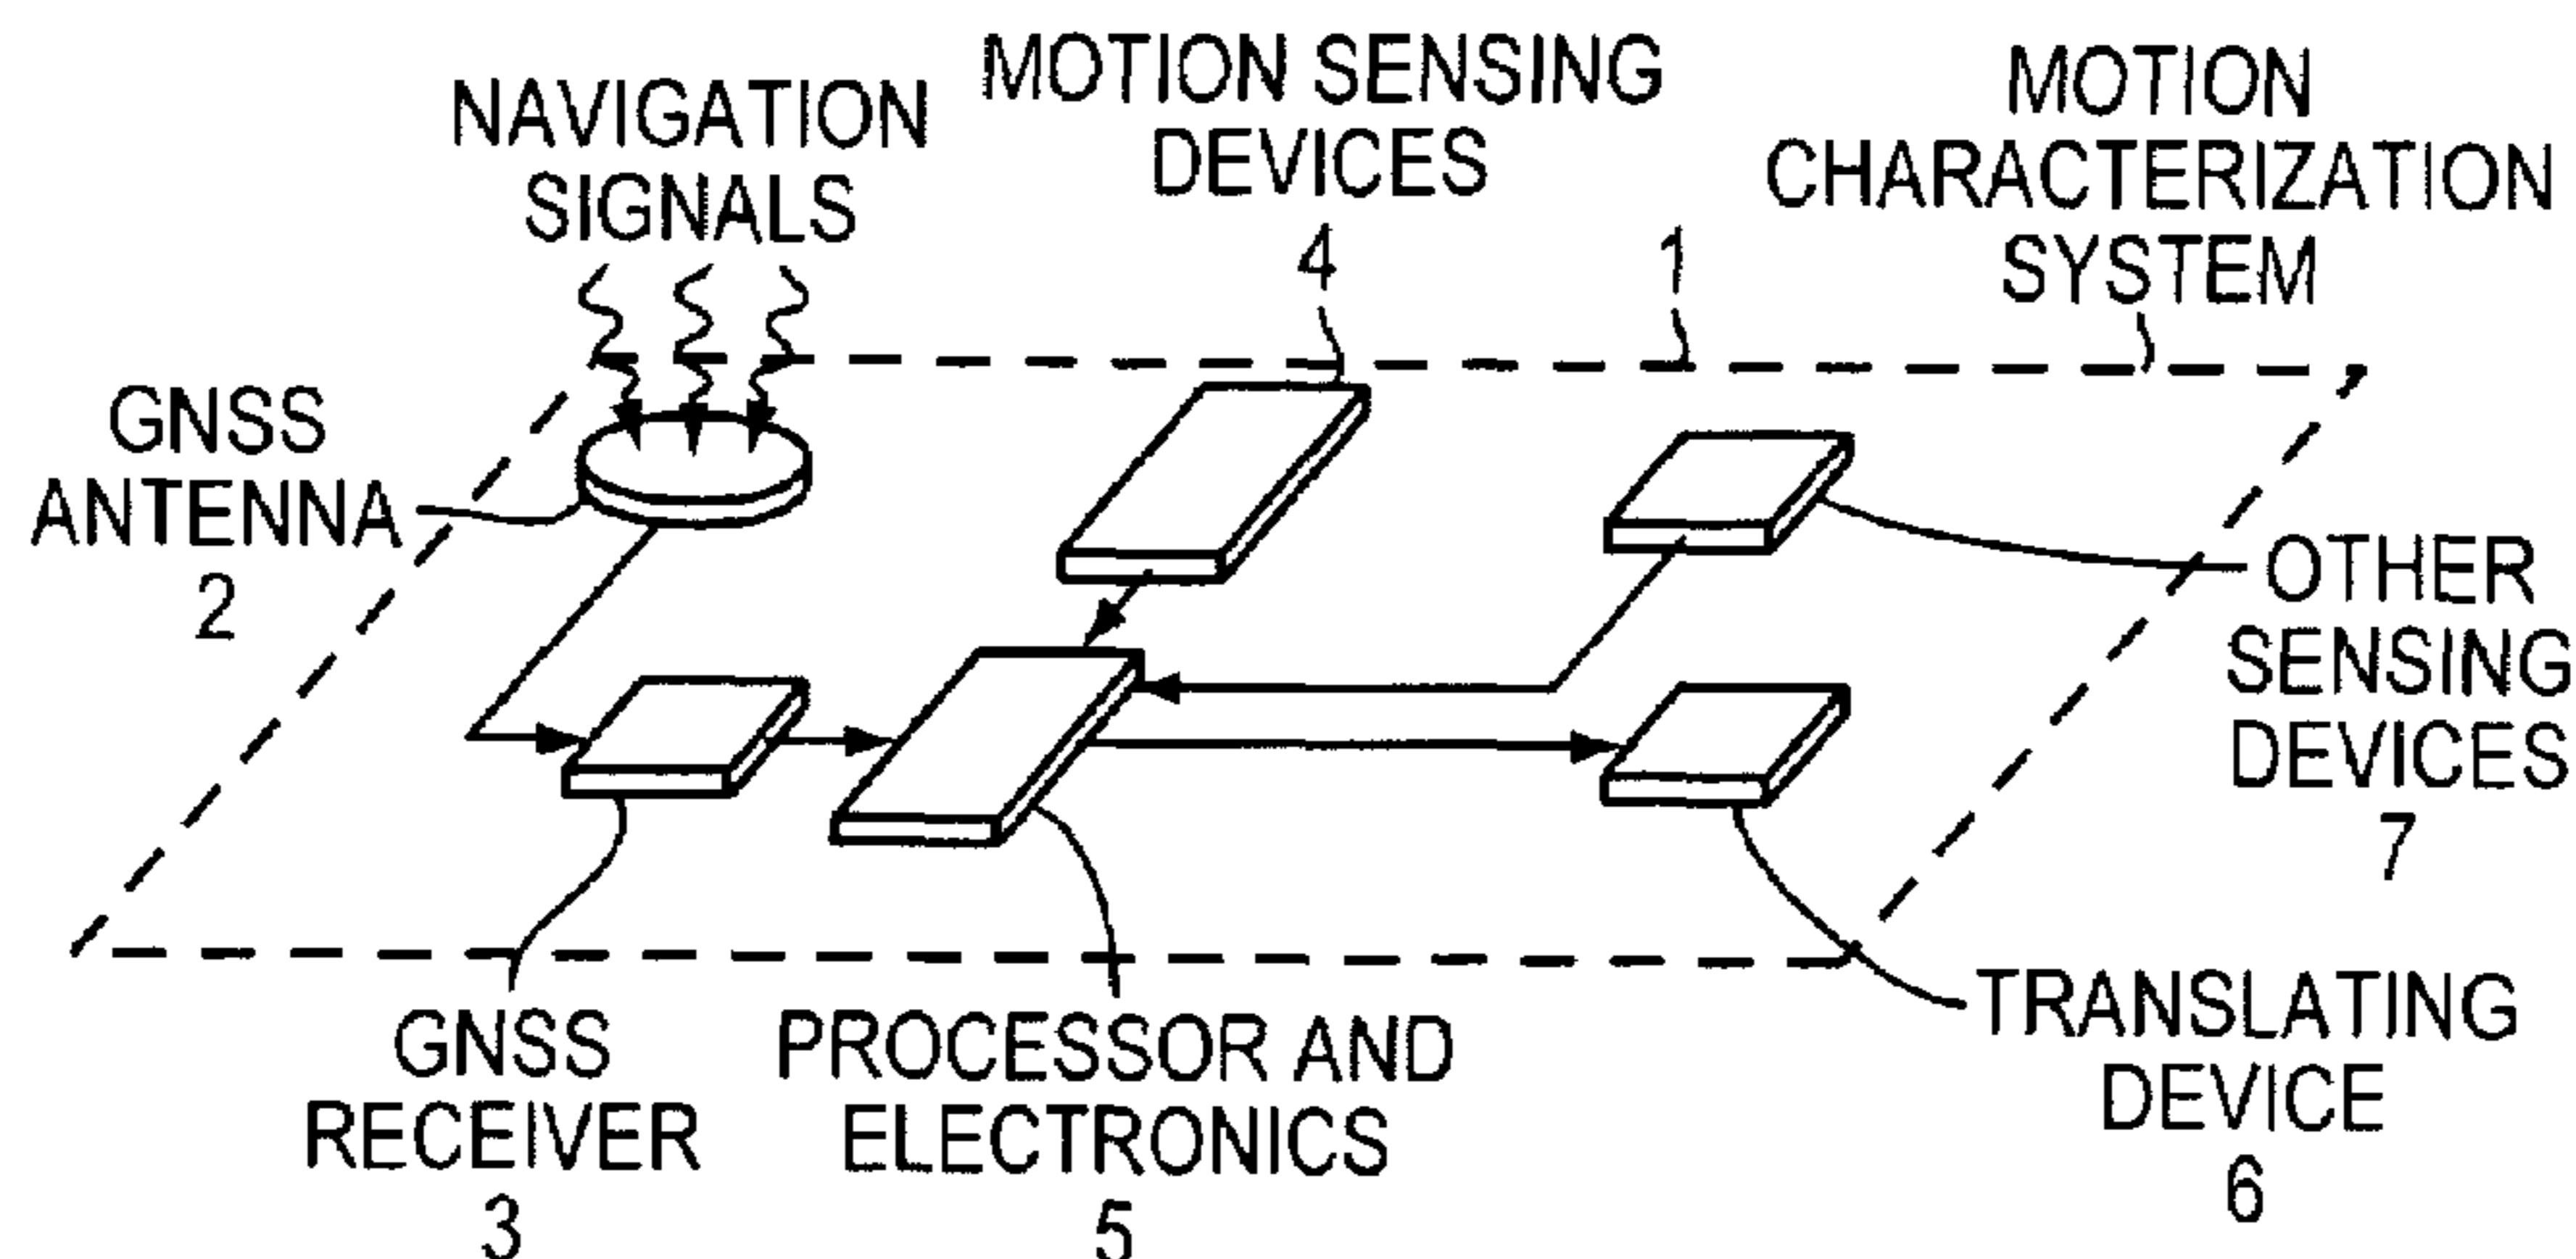 NAVIGATION
SIGNALS
MOTION SENSING
DEVICES
4
1
MOTION
CHARACTERIZATION
SYSTEM
GNSS
ANTENNA
2
OTHER
SENSING
DEVICES
7
GNSS
RECEIVER
3
PROCESSOR AND
ELECTRONICS
5
TRANSLATING
DEVICE
6